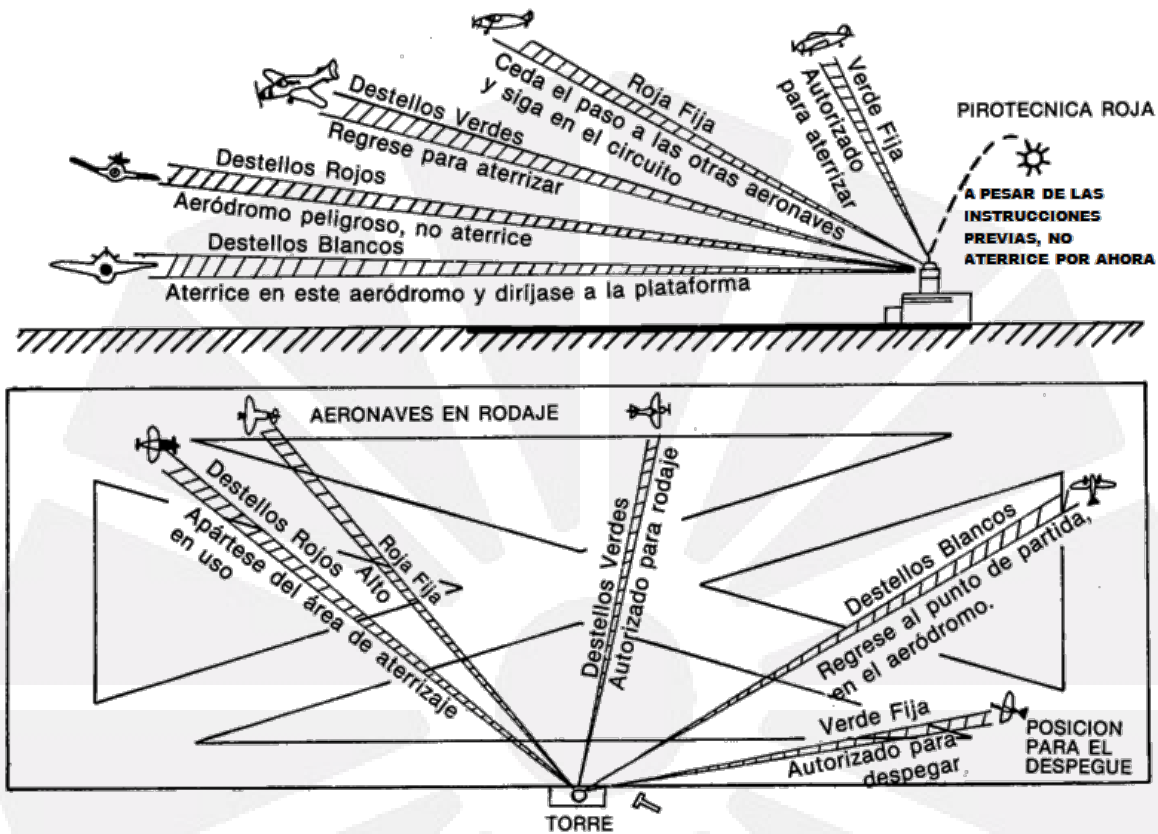 Roja Fija
Ceda el paso a las otras aeronaves
y siga en el circuito
Verde Fija
Autorizado
para aterrizar
PIROTECNICA ROJA
A PESAR DE LAS
INSTRUCCIONES
PREVIAS, NO
ATERRICE POR AHORA
Destellos Verdes
Regrese para aterrizar
Destellos Rojos
Aeródromo peligroso, no aterrice
Destellos Blancos
Aterrice en este aeródromo y diríjase a la plataforma
AERONAVES EN RODAJE
Destellos Rojos
Apártese del área de aterrizaje
en uso
Roja Fija
Alto
Destellos Verdes
Autorizado para rodaje
Destellos Blancos
Regrese al punto de partida,
en el aeródromo.
Verde Fija
Autorizado para
despegar
POSICION
PARA EL
DESPEGUE
TORRE
T